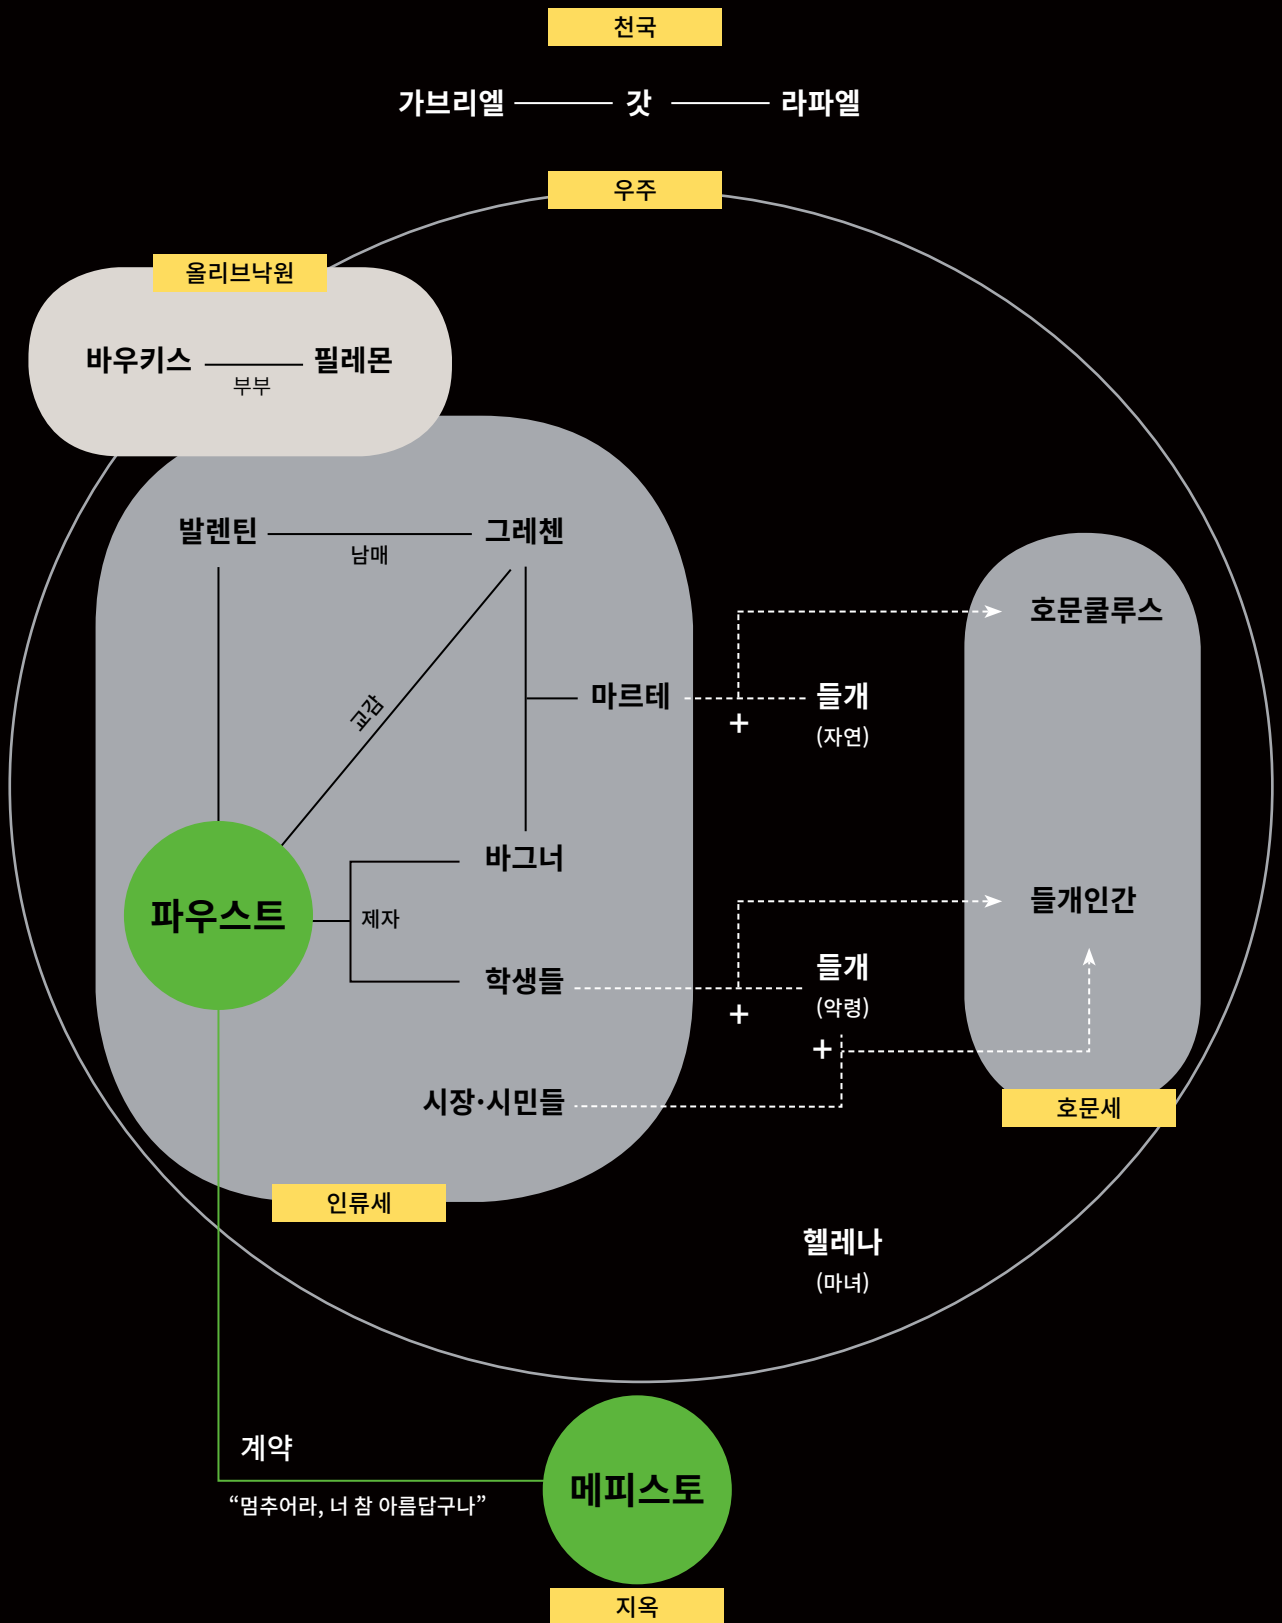 천국
가브리엘 갓 라파엘
우주
올리브낙원
바우키스 필레몬
부부
발렌틴 그레첸
남매
호문쿨루스
교감
마르테 들개
+
(자연)
바그너
들개인간
파우스트
제자
학생들 들개
(악령)
+
+
시장·시민들
호문세
인류세
헬레나
(마녀)
계약
“멈추어라, 너 참 아름답구나”
메피스토
지옥